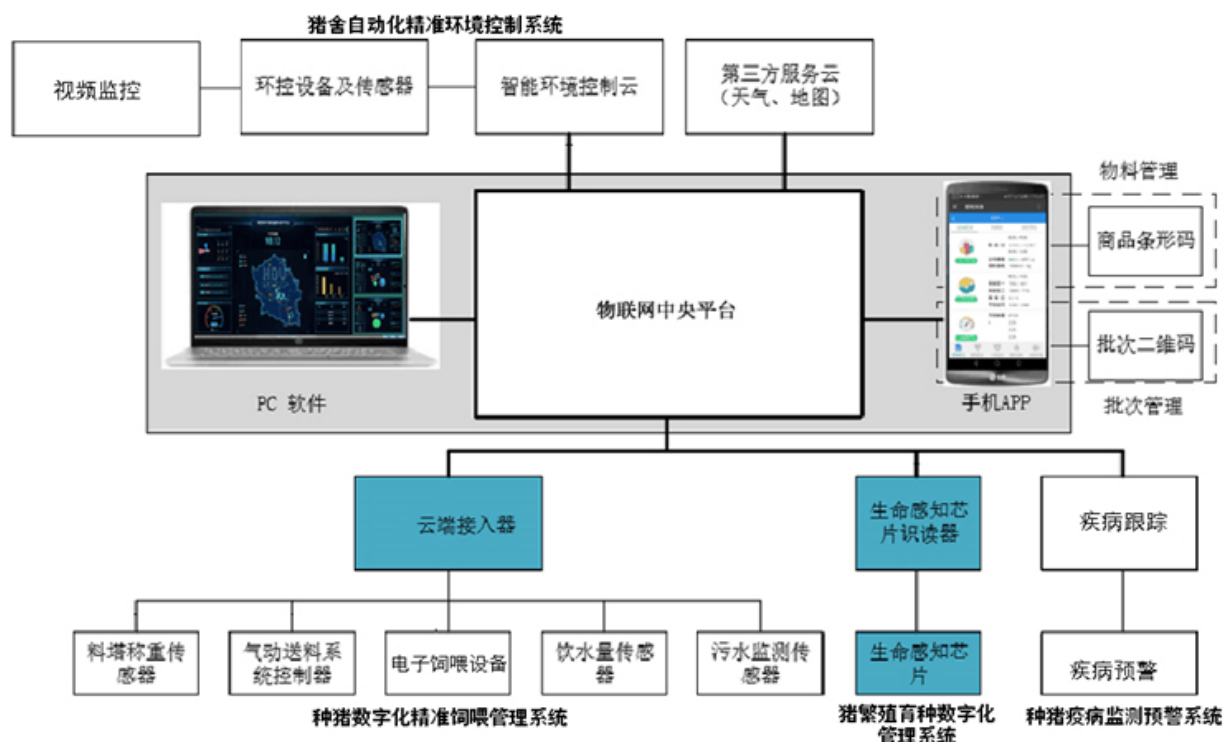 猪舍自动化精准环境控制系统
视频监控
环控设备及传感器
智能环境控制云
第三方服务云
（天气、地图）
物料管理
商品条形码
物联网中央平台
批次二维码
PC 软件
手机APP
批次管理
云端接入器
生命感知芯
片识读器
疾病跟踪
料塔称重传
感器
气动送料系
统控制器
电子饲喂设备
饮水量传感
器
污水监测传
感器
生命感知芯
片
疾病预警
种猪数字化精准饲喂管理系统
猪繁殖育种数字化
管理系统
种猪疫病监测预警系统